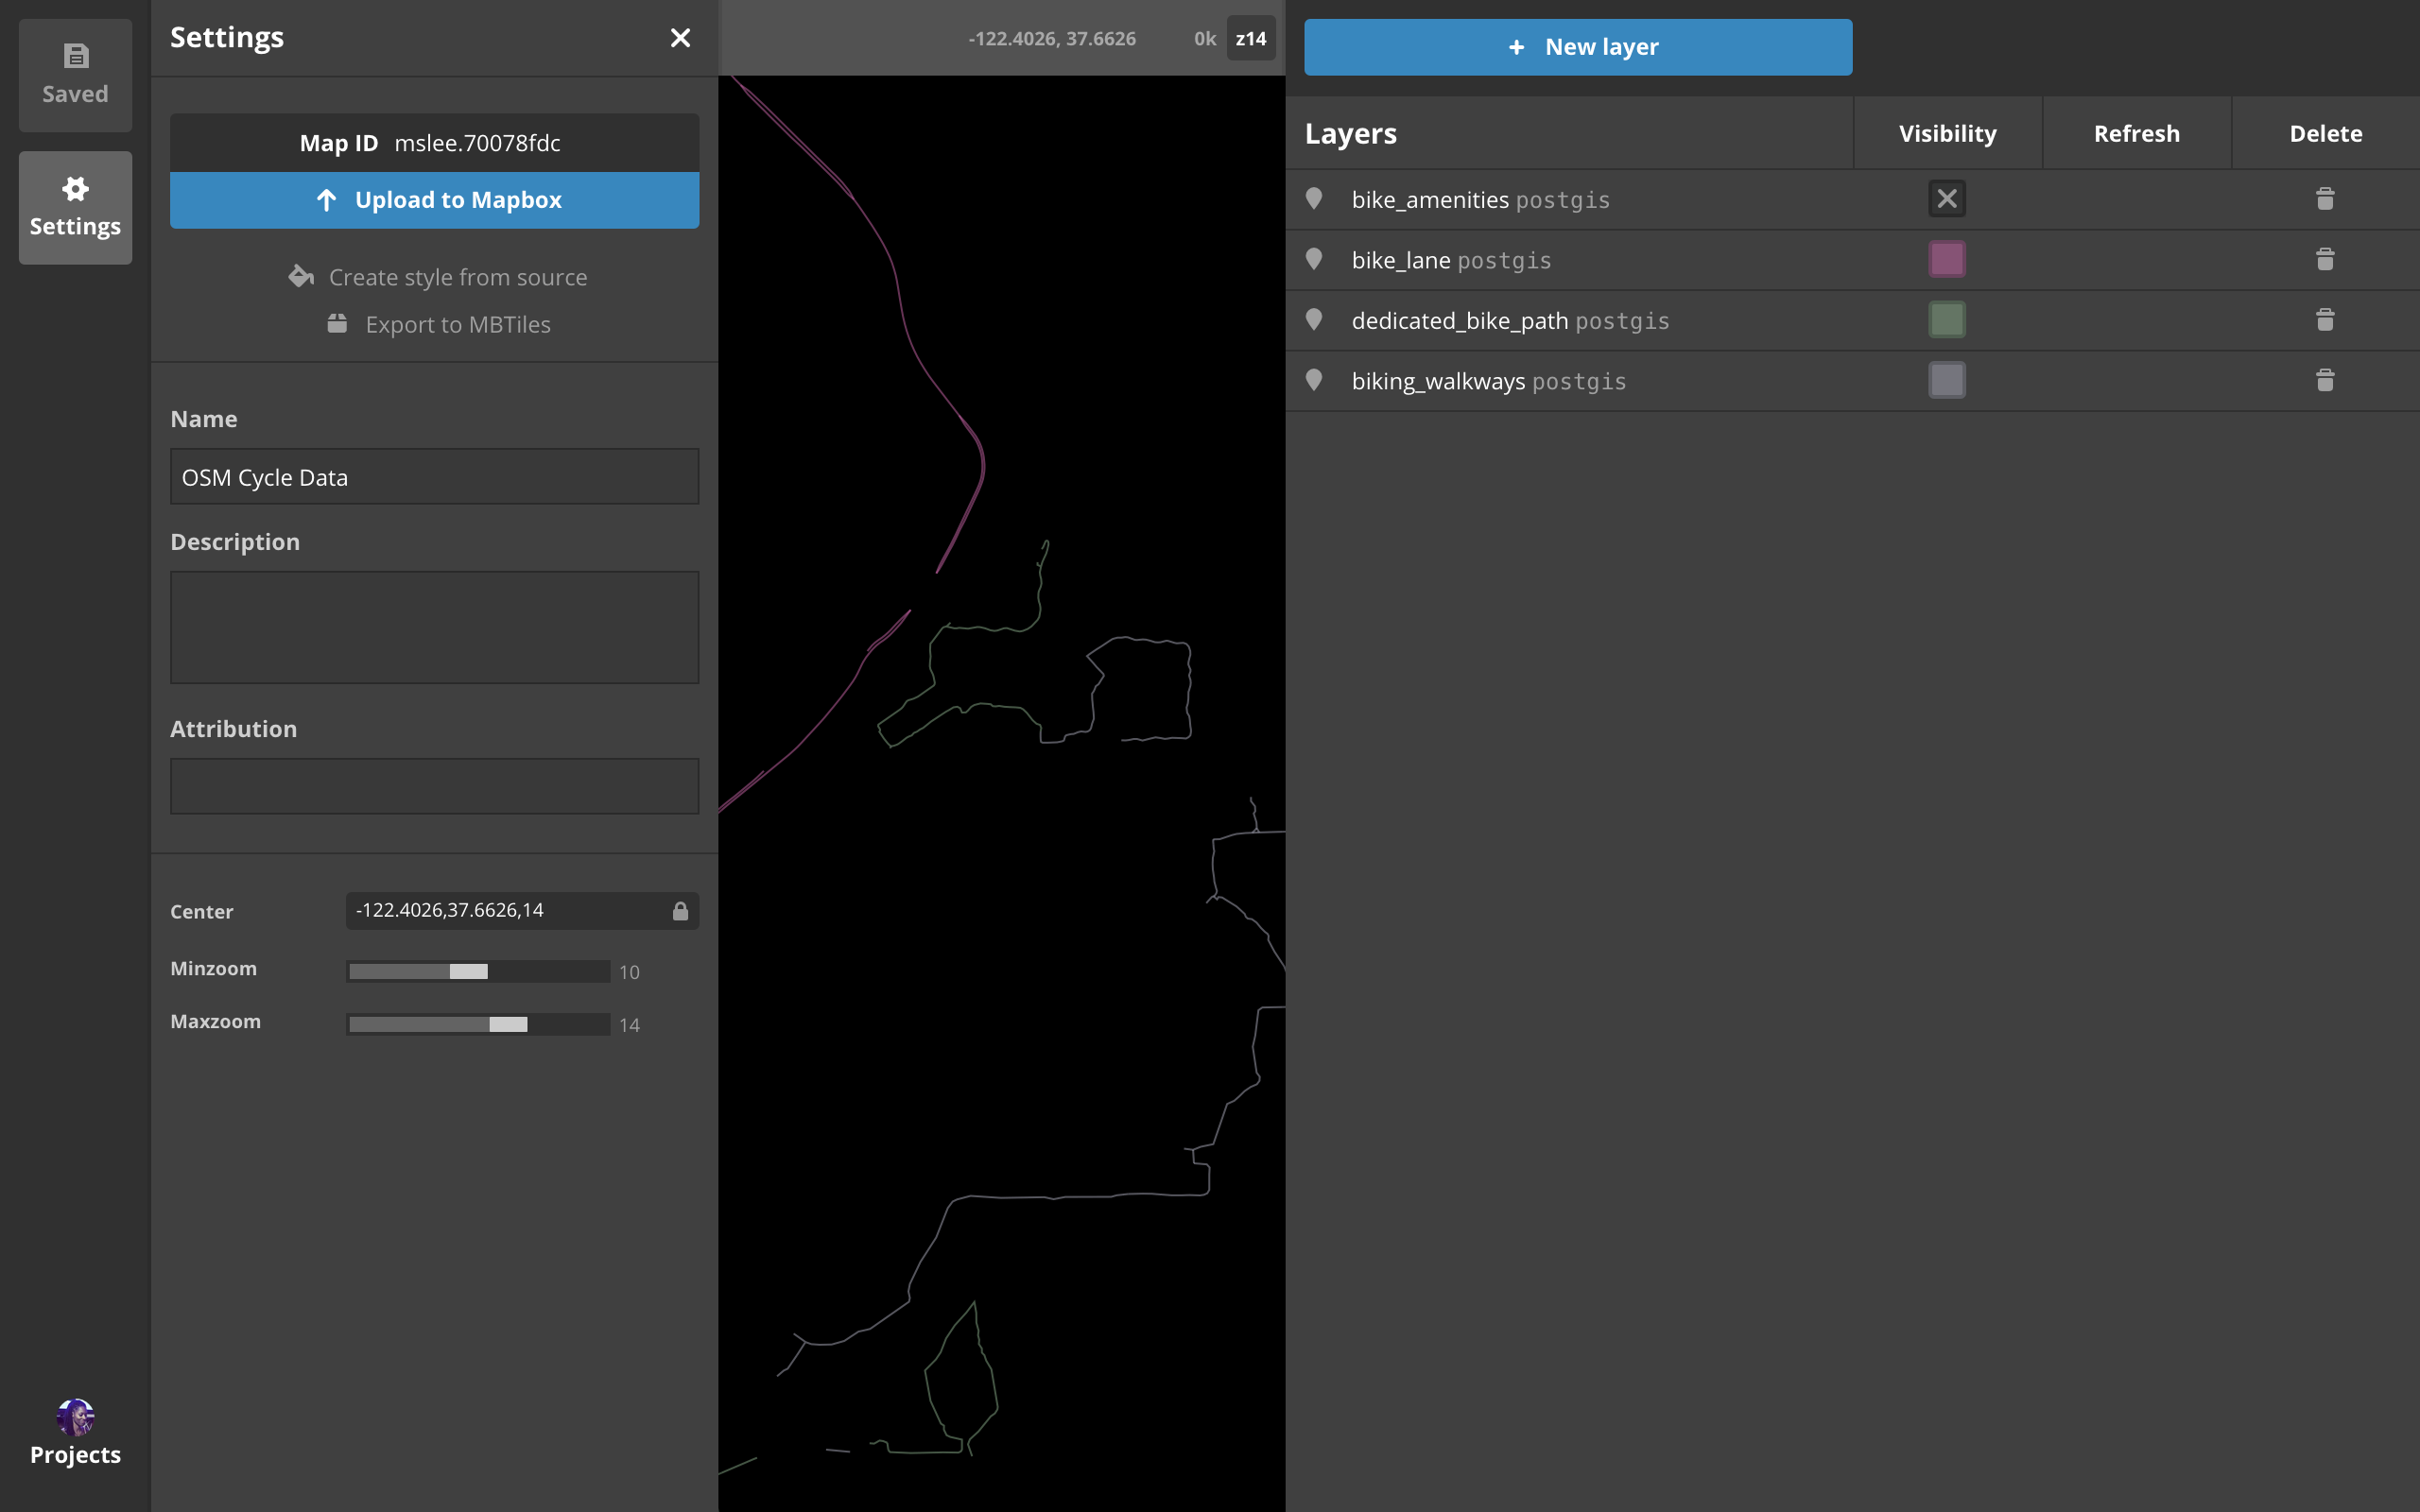 Saved
Settings
Projects
Settings
Map ID mslee.70078fdc
Upload to Mapbox
Create style from source
Export to MBTiles
Name
OSM Cycle Data
Description
Attribution
Center -122.4026,37.6626,14
Minzoom 10
Maxzoom 14
-122.4026, 37.6626 0k z14
+ New layer
Layers Visibility Refresh Delete
bike_amenities postgis
bike_lane postgis
dedicated_bike_path postgis
biking_walkways postgis